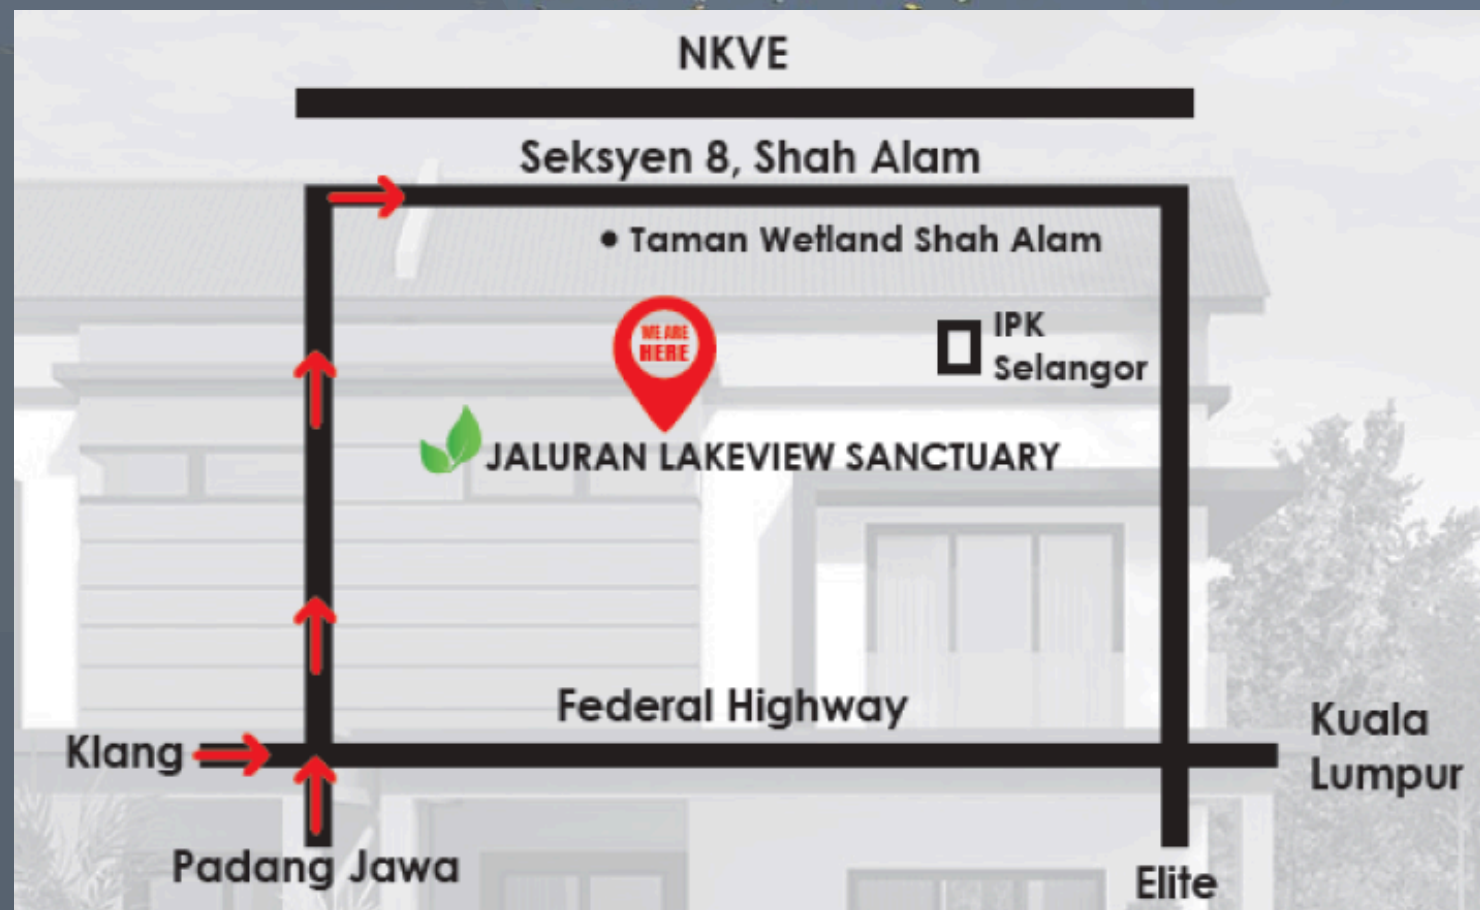 NKVE
Seksyen 8, Shah Alam
• Taman Wetland Shah Alam
WE ARE
HERE
IPK
Selangor
JALURAN LAKEVIEW SANCTUARY
Federal Highway
Klang
Kuala
Lumpur
Padang Jawa
Elite